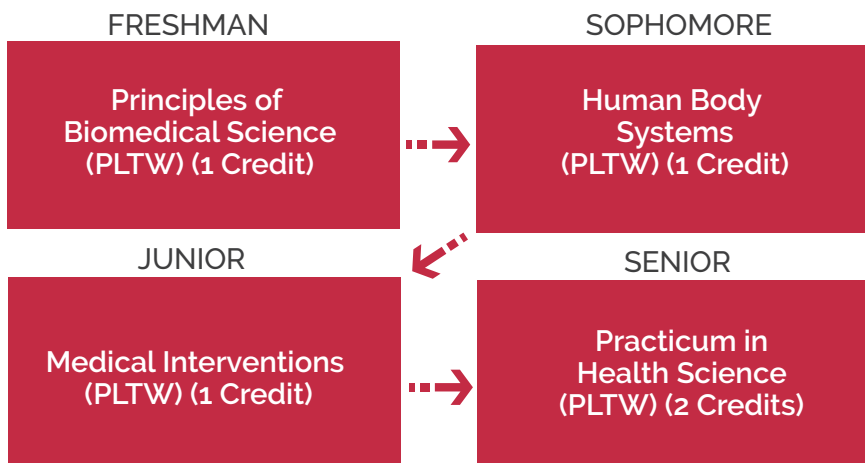 FRESHMAN
Principles of
Biomedical Science
(PLTW) (1 Credit)
SOPHOMORE
Human Body
Systems
(PLTW) (1 Credit)
JUNIOR
Medical Interventions
(PLTW) (1 Credit)
SENIOR
Practicum in
Health Science
(PLTW) (2 Credits)